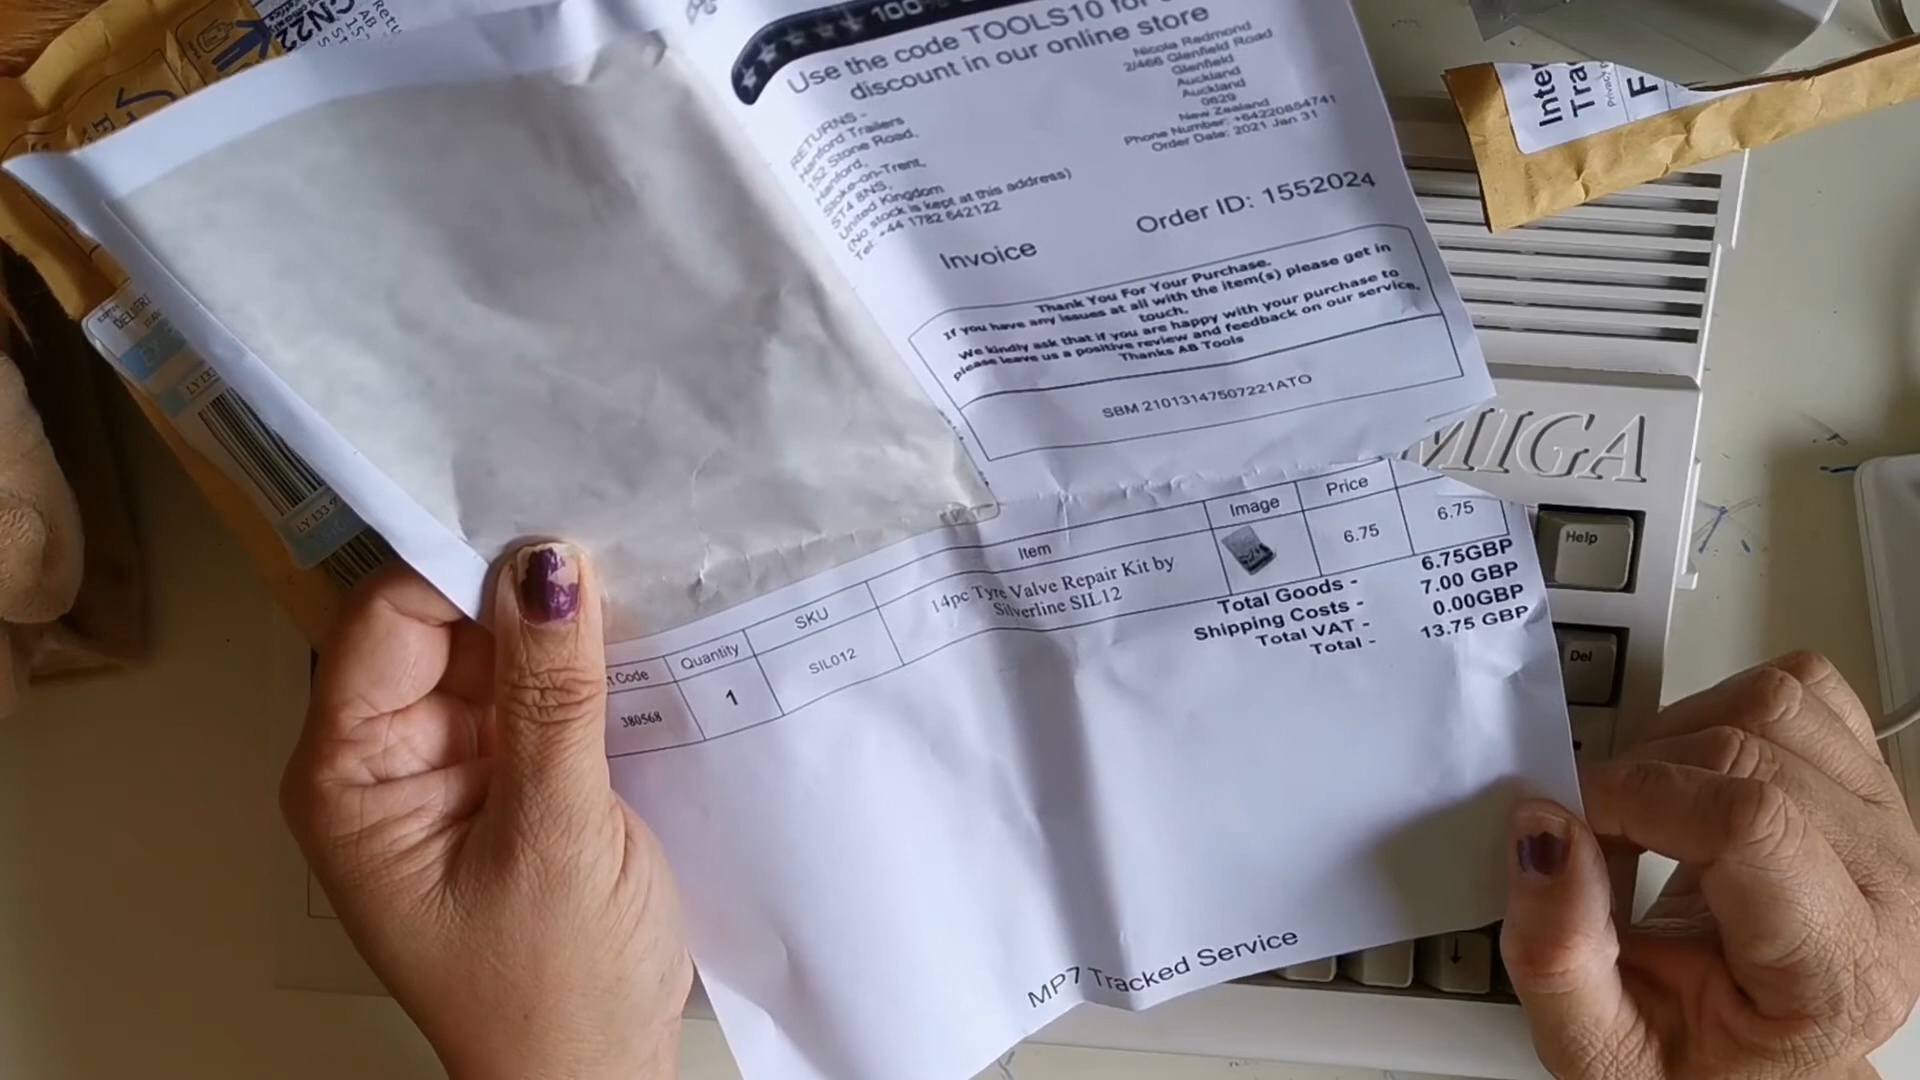 CN22
Use the code TOOLS10 for
discount in our online store
Nicola Redmond
2/466 Glenfield Road
Glenfield
Auckland
Auckland
0629
New Zealand
Phone Number: +64220854741
Order Date: 2021 Jan 31
RETURNS -
Hanford Trailers
152 Stone Road,
Hanford,
Stoke-on-Trent,
ST4 8NS,
United Kingdom
(No stock is kept at this address)
Tel: +44 1782 642122
Invoice
Order ID: 1552024
Thank You For Your Purchase.
If you have any issues at all with the item(s) please get in
touch.
We kindly ask that if you are happy with your purchase to
please leave us a positive review and feedback on our service.
Thanks AB Tools
SBM 21013147507221ATO
Code Quantity SKU Item Image Price
380568 1 SIL012 14pc Tyre Valve Repair Kit by 6.75 6.75
Silverline SIL12
Total Goods - 6.75GBP
Shipping Costs - 7.00 GBP
Total VAT - 0.00GBP
Total - 13.75 GBP
MP7 Tracked Service
MIGA
Help
Del